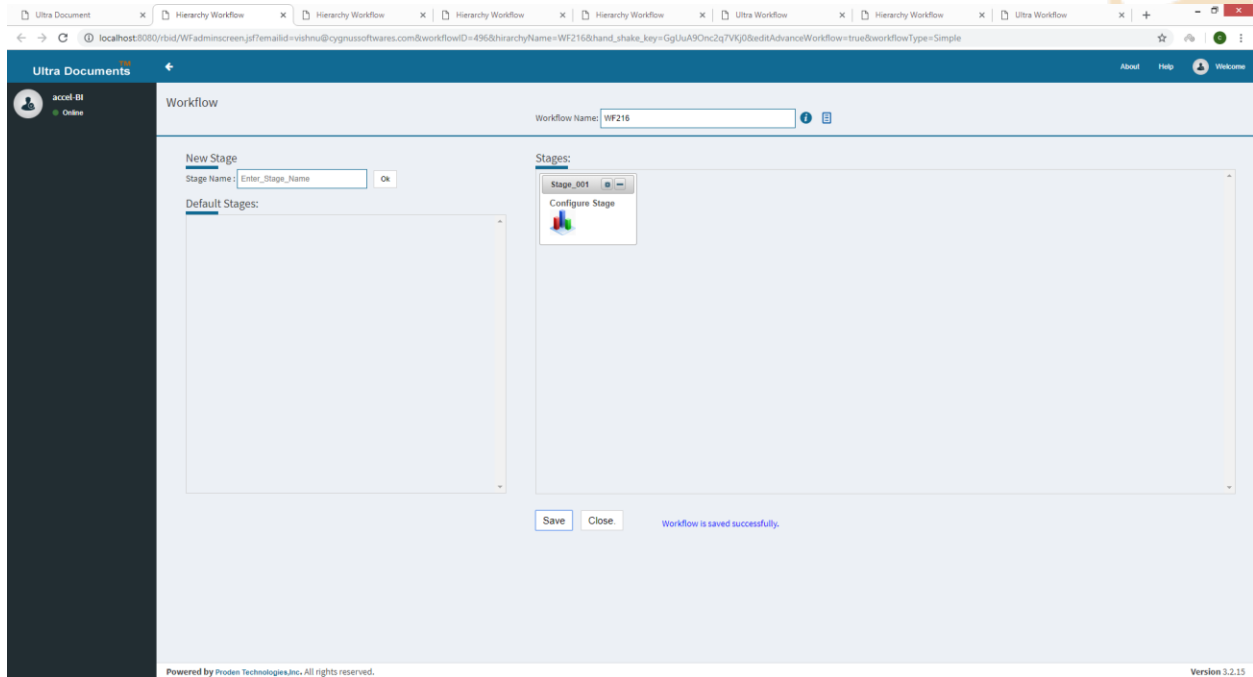 Ultra Document
Hierarchy Workflow
Hierarchy Workflow
Hierarchy Workflow
Hierarchy Workflow
Ultra Workflow
Hierarchy Workflow
Ultra Workflow
localhost:8080/rbid/WFadminscreen.jsf?emailid=vishnu@cygnussoftwares.com&workflowID=496&hirarchyName=WF216&hand_shake_key=GgUuA9Onc2q7VKj0&editAdvanceWorkflow=true&workflowType=Simple
Ultra Documents TM
About Help Welcome
accel-BI
Online
Workflow
Workflow Name: WF216
New Stage
Stage Name : Enter_Stage_Name Ok
Default Stages:
Stages:
Stage_001
Configure Stage
Save Close.
Workflow is saved successfully.
Powered by Proden Technologies,Inc. All rights reserved.
Version 3.2.15